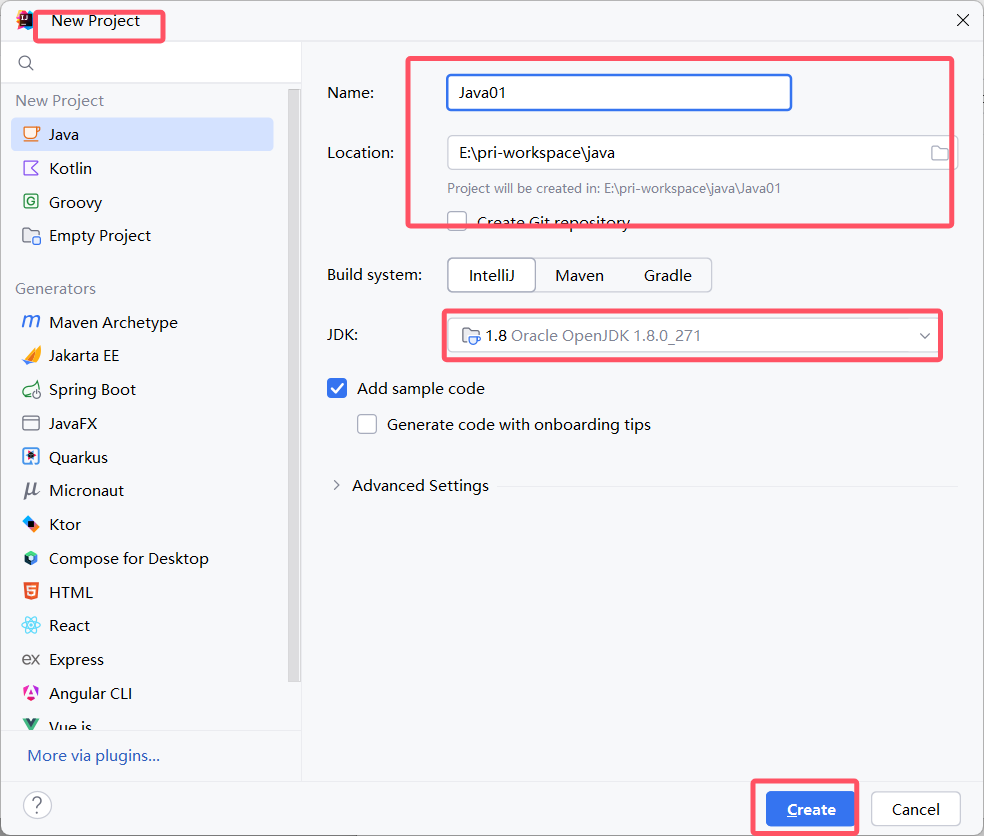 New Project
New Project
Java
Kotlin
Groovy
Empty Project
Generators
Maven Archetype
Jakarta EE
Spring Boot
JavaFX
Quarkus
Micronaut
Ktor
Compose for Desktop
HTML
React
Express
Angular CLI
Vue.js
More via plugins...
Name: Java01
Location: E:\pri-workspace\java
Project will be created in: E:\pri-workspace\java\Java01
Create Git repository
Build system: IntelliJ Maven Gradle
JDK: 1.8 Oracle OpenJDK 1.8.0_271
Add sample code
Generate code with onboarding tips
Advanced Settings
? Create Cancel